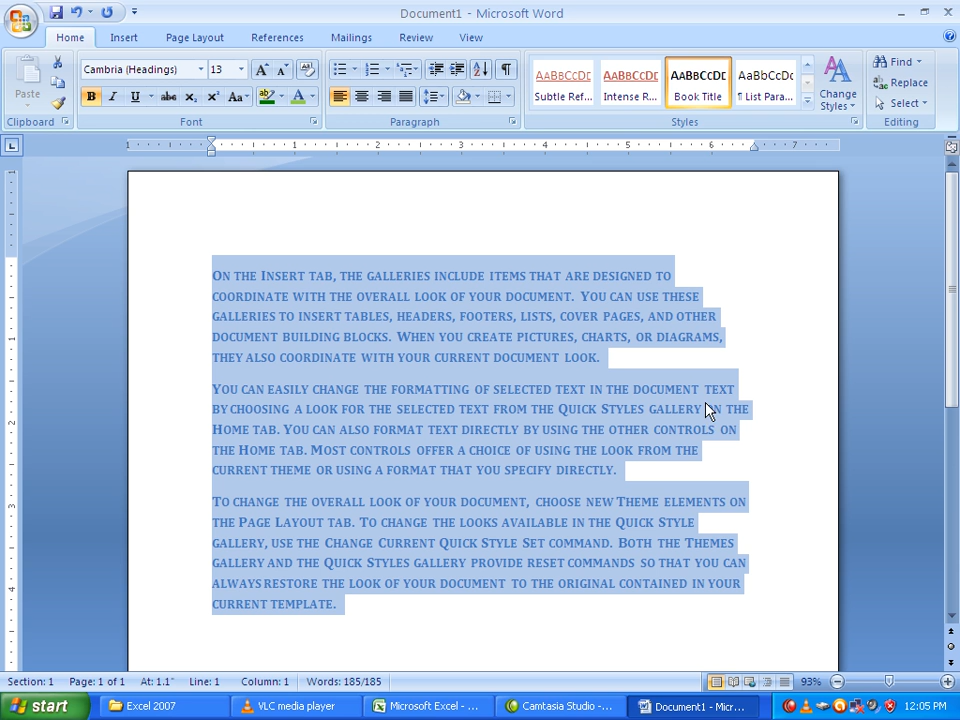 Document1 - Microsoft Word
Home Insert Page Layout References Mailings Review View
Paste
Cambria (Headings) 13
B I U abc x₂ x² Aa
AaBbCcDc AaBbCcDc AaBbCcDc AaBbCcDc
Subtle Ref... Intense R... Book Title ¶ List Para...
Change Styles
Find
Replace
Select
Clipboard Font Paragraph Styles Editing
1 1 2 3 4 5 6 7
On the Insert tab, the galleries include items that are designed to
coordinate with the overall look of your document. You can use these
galleries to insert tables, headers, footers, lists, cover pages, and other
document building blocks. When you create pictures, charts, or diagrams,
they also coordinate with your current document look.
You can easily change the formatting of selected text in the document text
by choosing a look for the selected text from the Quick Styles gallery on the
Home tab. You can also format text directly by using the other controls on
the Home tab. Most controls offer a choice of using the look from the
current theme or using a format that you specify directly.
To change the overall look of your document, choose new Theme elements on
the Page Layout tab. To change the looks available in the Quick Style
gallery, use the Change Current Quick Style Set command. Both the Themes
gallery and the Quick Styles gallery provide reset commands so that you can
always restore the look of your document to the original contained in your
current template.
Section: 1 Page: 1 of 1 At: 1.1" Line: 1 Column: 1 Words: 185/185 93%
start Excel 2007 VLC media player Microsoft Excel - ... Camtasia Studio -... Document1 - Micr... 12:05 PM